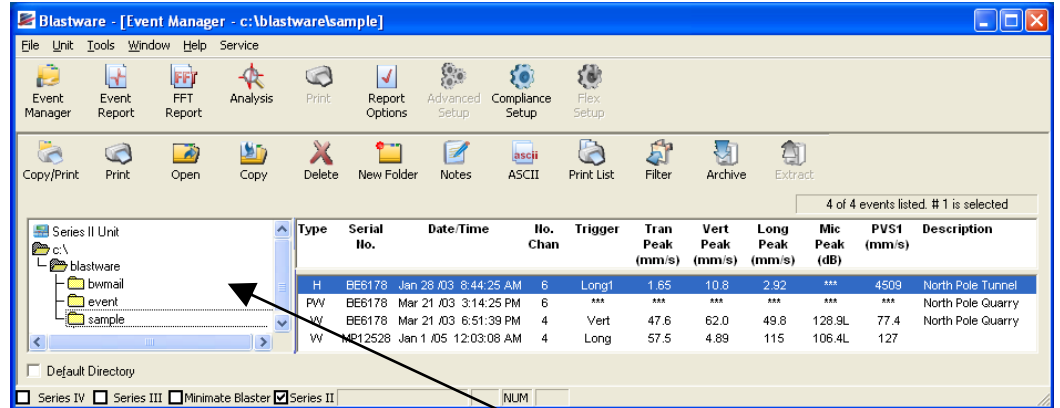 Blastware - [Event Manager - c:\blastware\sample]
File Unit Tools Window Help Service
Event Manager Event Report FFT Report Analysis Print Report Options Advanced Setup Compliance Setup Flex Setup
Copy/Print Print Open Copy Delete New Folder Notes ASCII Print List Filter Archive Extract
4 of 4 events listed. # 1 is selected
Series II Unit
c:\
blastware
bwmail
event
sample
Type Serial No. Date/Time No. Chan Trigger Tran Peak (mm/s) Vert Peak (mm/s) Long Peak (mm/s) Mic Peak (dB) PVS1 (mm/s) Description
H BE6178 Jan 28 /03 8:44:25 AM 6 Long1 1.65 10.8 2.92 *** 4509 North Pole Tunnel
PW BE6178 Mar 21 /03 3:14:25 PM 6 *** *** *** *** *** *** North Pole Quarry
W BE6178 Mar 21 /03 6:51:39 PM 4 Vert 47.6 62.0 49.8 128.9L 77.4 North Pole Quarry
W MP12528 Jan 1 /05 12:03:08 AM 4 Long 57.5 4.89 115 106.4L 127
Default Directory
Series IV Series III Minimate Blaster Series II NUM